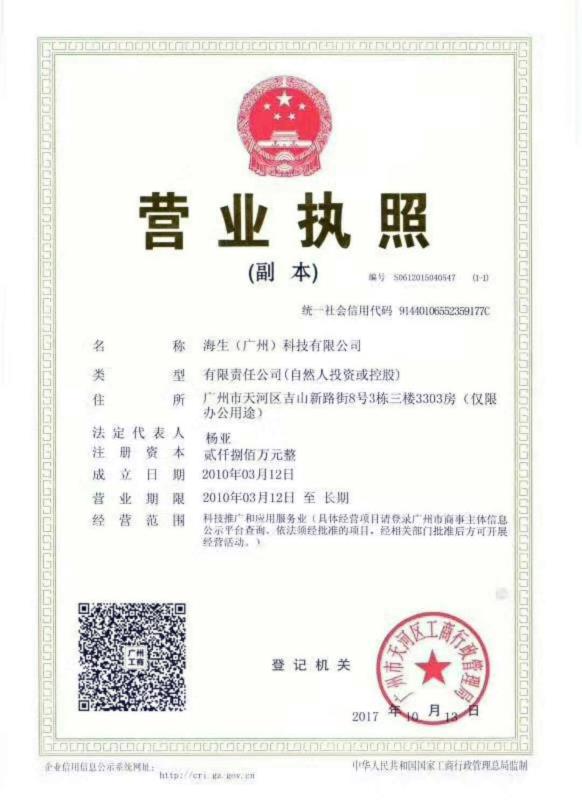 营业执照
(副 本)
编号 S0612015040547 (1-1)
统一社会信用代码 91440106552359177C
名 称 海生（广州）科技有限公司
类 型 有限责任公司(自然人投资或控股)
住 所 广州市天河区吉山新路街8号3栋三楼3303房（仅限
办公用途）
法定代表人 杨亚
注册资本 贰仟捌佰万元整
成立日期 2010年03月12日
营业期限 2010年03月12日 至 长期
经营范围 科技推广和应用服务业（具体经营项目请登录广州市商事主体信息
公示平台查询。依法须经批准的项目，经相关部门批准后方可开展
经营活动。）
广州
工商
登记机关
广州市天河区工商行政管理局
2017 年 10 月 13 日
企业信用信息公示系统网址：
http://cri.gz.gov.cn
中华人民共和国国家工商行政管理总局监制